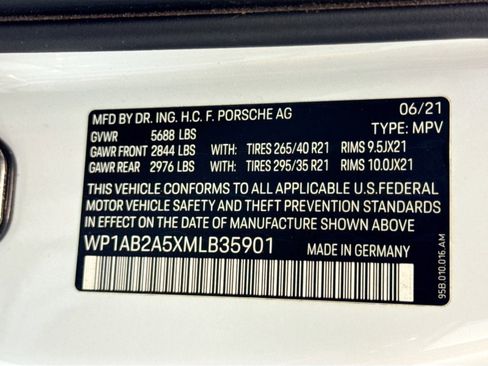 MFD BY DR. ING. H.C. F. PORSCHE AG 06/21
GVWR 5688 LBS TYPE: MPV
GAWR FRONT 2844 LBS WITH: TIRES 265/40 R21 RIMS 9.5JX21
GAWR REAR 2976 LBS WITH: TIRES 295/35 R21 RIMS 10.0JX21
THIS VEHICLE CONFORMS TO ALL APPLICABLE U.S.FEDERAL
MOTOR VEHICLE SAFETY AND THEFT PREVENTION STANDARDS
IN EFFECT ON THE DATE OF MANUFACTURE SHOWN ABOVE.
WP1AB2A5XMLB35901 MADE IN GERMANY
95B.010.016.AM